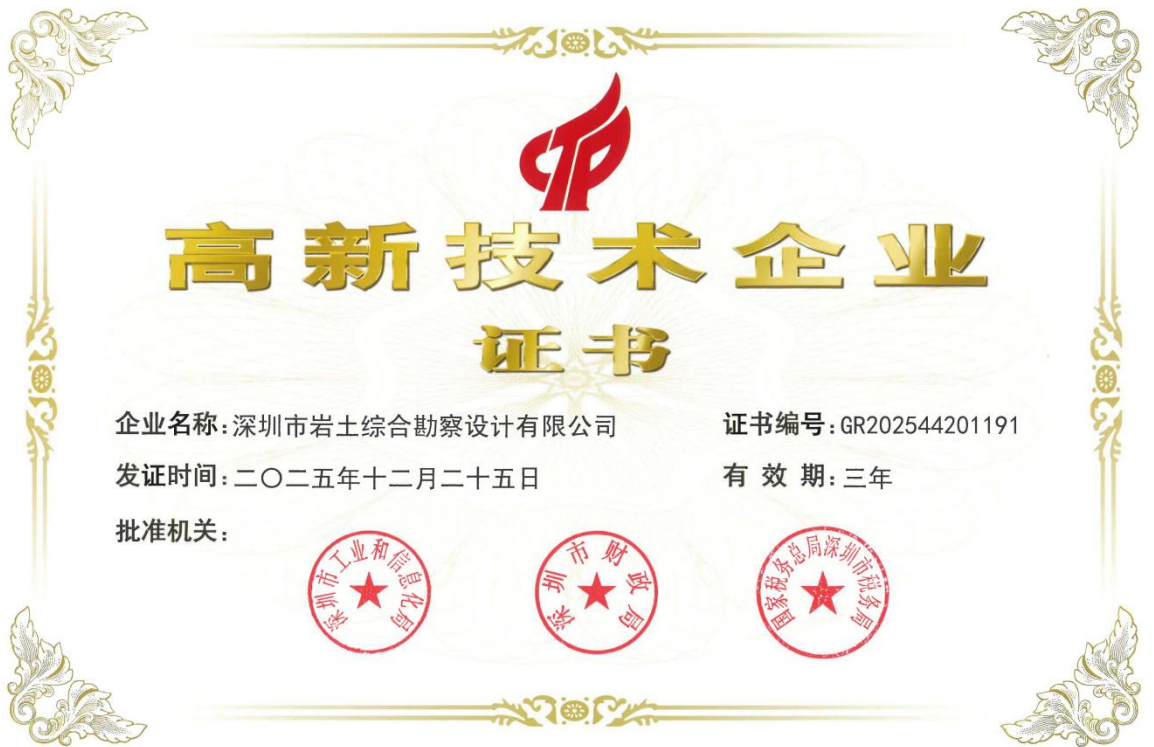 CTP
高新技术企业
证书
企业名称:深圳市岩土综合勘察设计有限公司 证书编号:GR202544201191
发证时间:二〇二五年十二月二十五日 有效期:三年
批准机关:
深圳市工业和信息化局 深圳市财政局 国家税务总局深圳市税务局